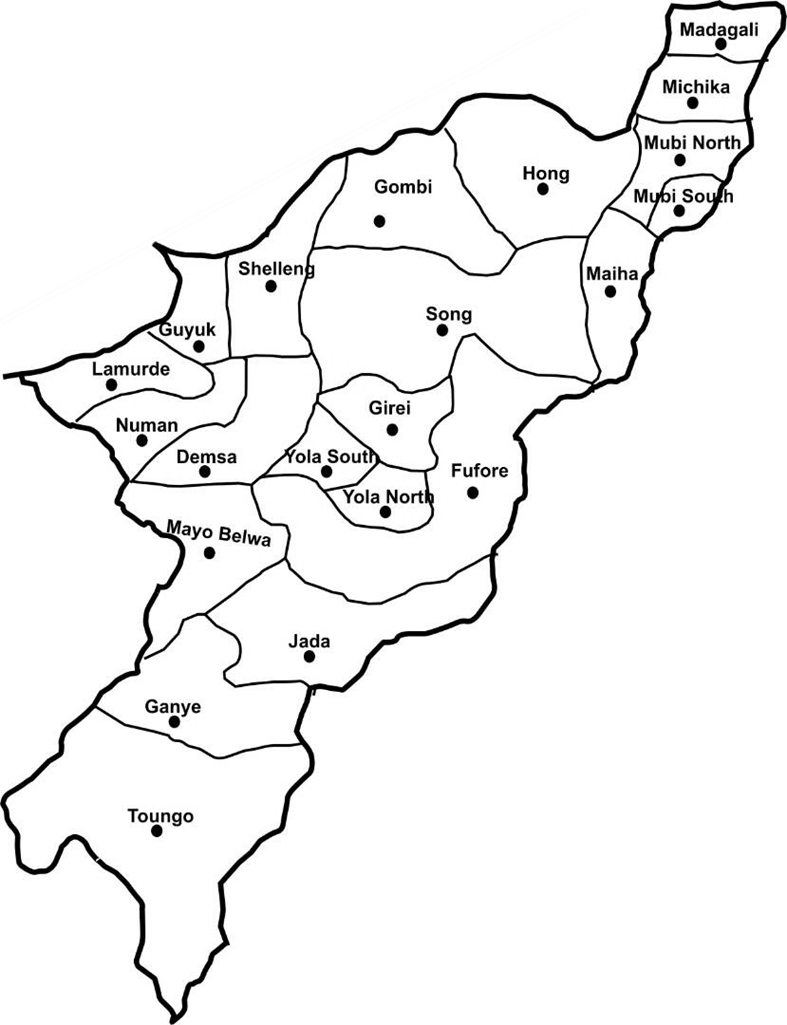 Madagali
Michika
Mubi North
Hong
Gombi
Mubi South
Shelleng
Maiha
Song
Guyuk
Lamurde
Girei
Numan
Demsa
Yola South
Fufore
Yola North
Mayo Belwa
Jada
Ganye
Toungo